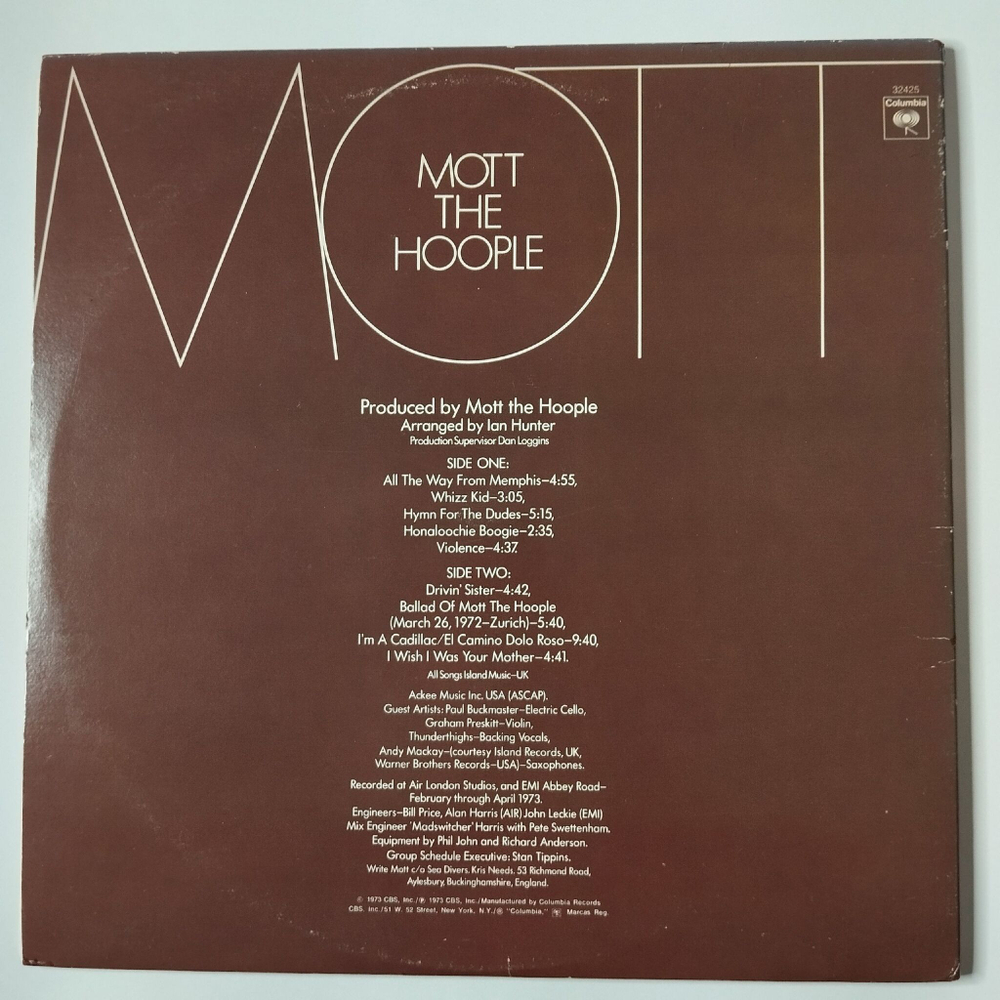 MOTT
32425
Columbia
MOTT
THE
HOOPLE
Produced by Mott the Hoople
Arranged by Ian Hunter
Production Supervisor Dan Loggins
SIDE ONE:
All The Way From Memphis–4:55,
Whizz Kid–3:05,
Hymn For The Dudes–5:15,
Honaloochie Boogie–2:35,
Violence–4:37.
SIDE TWO:
Drivin' Sister–4:42,
Ballad Of Mott The Hoople
(March 26, 1972–Zurich)–5:40,
I'm A Cadillac/El Camino Dolo Roso–9:40,
I Wish I Was Your Mother–4:41.
All Songs Island Music–UK
Ackee Music Inc. USA (ASCAP).
Guest Artists: Paul Buckmaster–Electric Cello,
Graham Preskitt–Violin,
Thunderthighs–Backing Vocals,
Andy Mackay–(courtesy Island Records, UK,
Warner Brothers Records–USA)–Saxophones.
Recorded at Air London Studios, and EMI Abbey Road–
February through April 1973.
Engineers–Bill Price, Alan Harris (AIR) John Leckie (EMI)
Mix Engineer 'Madswitcher' Harris with Pete Swettenham.
Equipment by Phil John and Richard Anderson.
Group Schedule Executive: Stan Tippins.
Write Mott c/o Sea Divers. Kris Needs. 53 Richmond Road,
Aylesbury, Buckinghamshire, England.
© 1973 CBS, Inc./℗ 1973 CBS, Inc./Manufactured by Columbia Records
CBS, Inc./51 W. 52 Street, New York, N.Y./® "Columbia," Marcas Reg.